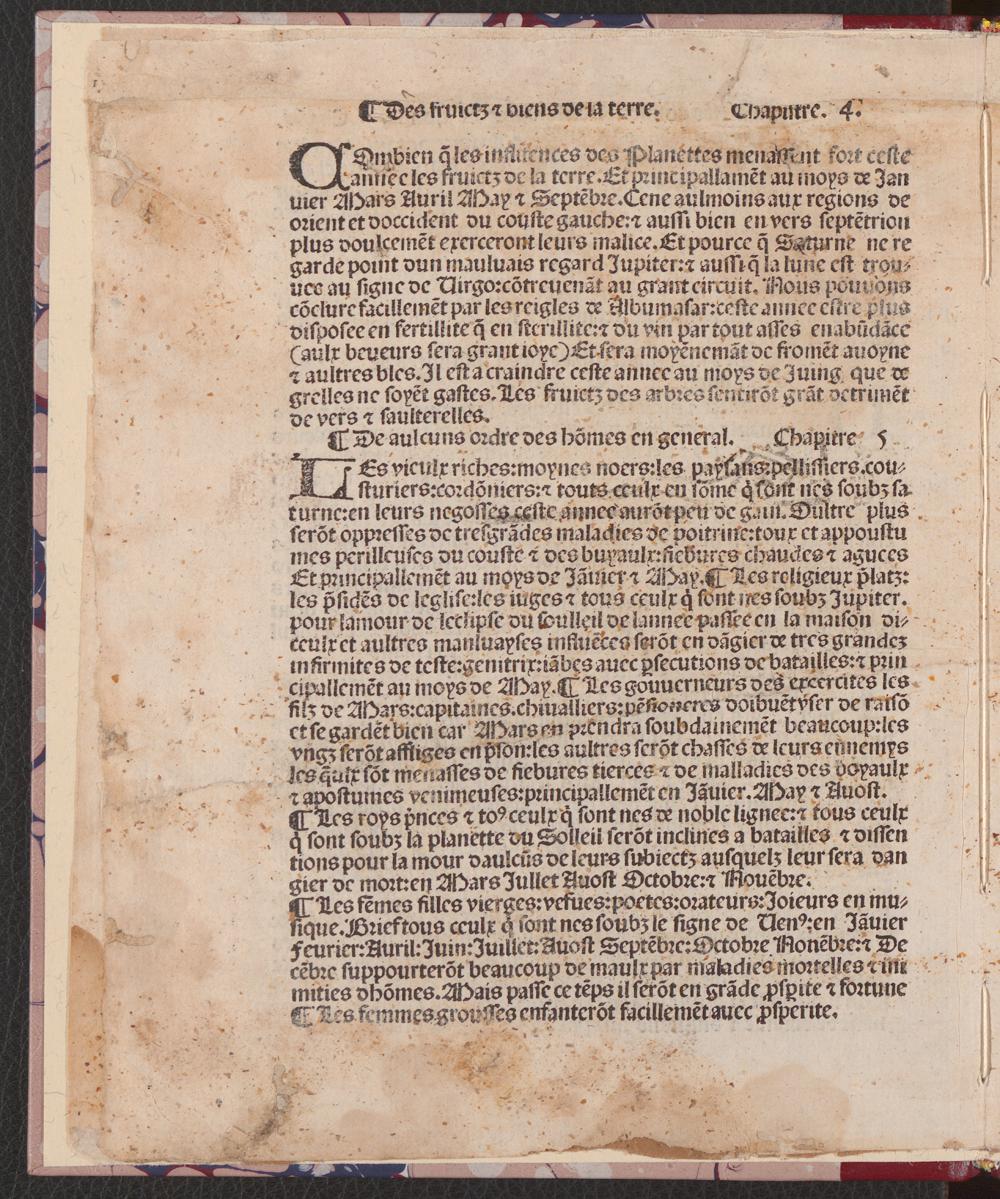 ¶ Des fruictz ⁊ biens de la terre. Chapiitre. 4.
COmbien q̃ les influences des Planettes menassent fort ceste
annee les fruictz de la terre. Et principallamẽt au moys de Jan
uier Mars Auril May ⁊ Septẽbre. Cene aulmoins aux regions de
orient et doccident du couste gauche:⁊ aussi bien en vers septẽtrion
plus doulcemẽt exerceront leurs malice. Et pource q̃ Saturne ne re
garde point dun mauluais regard Jupiter:⁊ aussi q̃ la lune est trou⸗
uee au signe de Virgo:cõtreuenãt au grant circuit. Nous pouuons
cõclure facillemẽt par les reigles de Albumasar:ceste annee estre plus
disposee en fertillite q̃ en sterillite:⁊ du vin par tout asses enabũdãce
(aulx beueurs sera grant ioye) Et sera moyẽnemãt de fromẽt auoyne
⁊ aultres bles. Il est a craindre ceste annee au moys de Juing que de
grelles ne soyẽt gastes. Les fruictz des arbres sentirõt grãt detrimẽt
de vers ⁊ saulterelles.
¶ De aulcuns ordre des hõmes en general. Chapitre 5
LEs vieulx riches:moynes noers:les paysans:pellissiers.cou⸗
sturiers:cordõniers:⁊ touts ceulx en sõme q̃ sont nes soubz sa
turne:en leurs negosses ceste annee aurõt peu de gain. Oultre plus
serõt oppresses de tresgrãdes maladies de poitrine:toux et appoustu
mes perilleuses du couste ⁊ des buyaulx:fiebures chaudes ⁊ aguees
Et principallemẽt au moys de Jãuier ⁊ May. ¶ Les religieux p̃latz:
les p̃sidẽs de leglise:les iuges ⁊ tous ceulx q̃ sont nes soubz Jupiter.
pour lamour de leclipse du soulleil de lannee passee en la maison di⸗
ceulx et aultres mauluayses influẽces serõt en dãgier de tres grandez
infirmites de teste:genitrix:iãbes auec ꝑsecutions de batailles:⁊ prin
cipallemẽt au moys de May. ¶ Les gouuerneurs des excercites les
filz de Mars:capitaines.chiualliers:pẽsioneres doibuẽt vser de raisõ
et se gardẽt bien car Mars en prẽndra soubdainemẽt beaucoup:les
vngz serõt affliges en p̃son:les aultres serõt chasses de leurs ennemys
les q̃ulx sõt menasses de fiebures tierces ⁊ de malladies des boyaulx
⁊ apostumes venimeuses:principallemẽt en Jãuier. May ⁊ Auost.
¶ Les roys p̃nces ⁊ toꝰ ceulx q̃ sont nes de noble lignee:⁊ tous ceulx
q̃ sont soubz la planette du Solleil serõt inclines a batailles ⁊ dissen
tions pour la mour daulcũs de leurs subiectz ausquelz leur sera dan
gier de mort:en Mars Jullet Auost Octobre:⁊ Nouẽbre.
¶ Les fẽmes filles vierges:vefues:poetes:orateurs:Joieurs en mu⸗
sique. Brief tous ceulx q̃ sont nes soubz le signe de Venꝰ:en Jãuier
Feurier:Auril:Juin:Juillet:Auost Septẽbre:Octobre Nonẽbre:⁊ De
cẽbre suppourterõt beaucoup de maulx par maladies mortelles ⁊ ini
mities dhõmes. Mais passe ce tẽps il serõt en grãde ꝓsꝑite ⁊ fortune
¶ Les femmes grousses enfanterõt facillemẽt auec ꝓsperite.